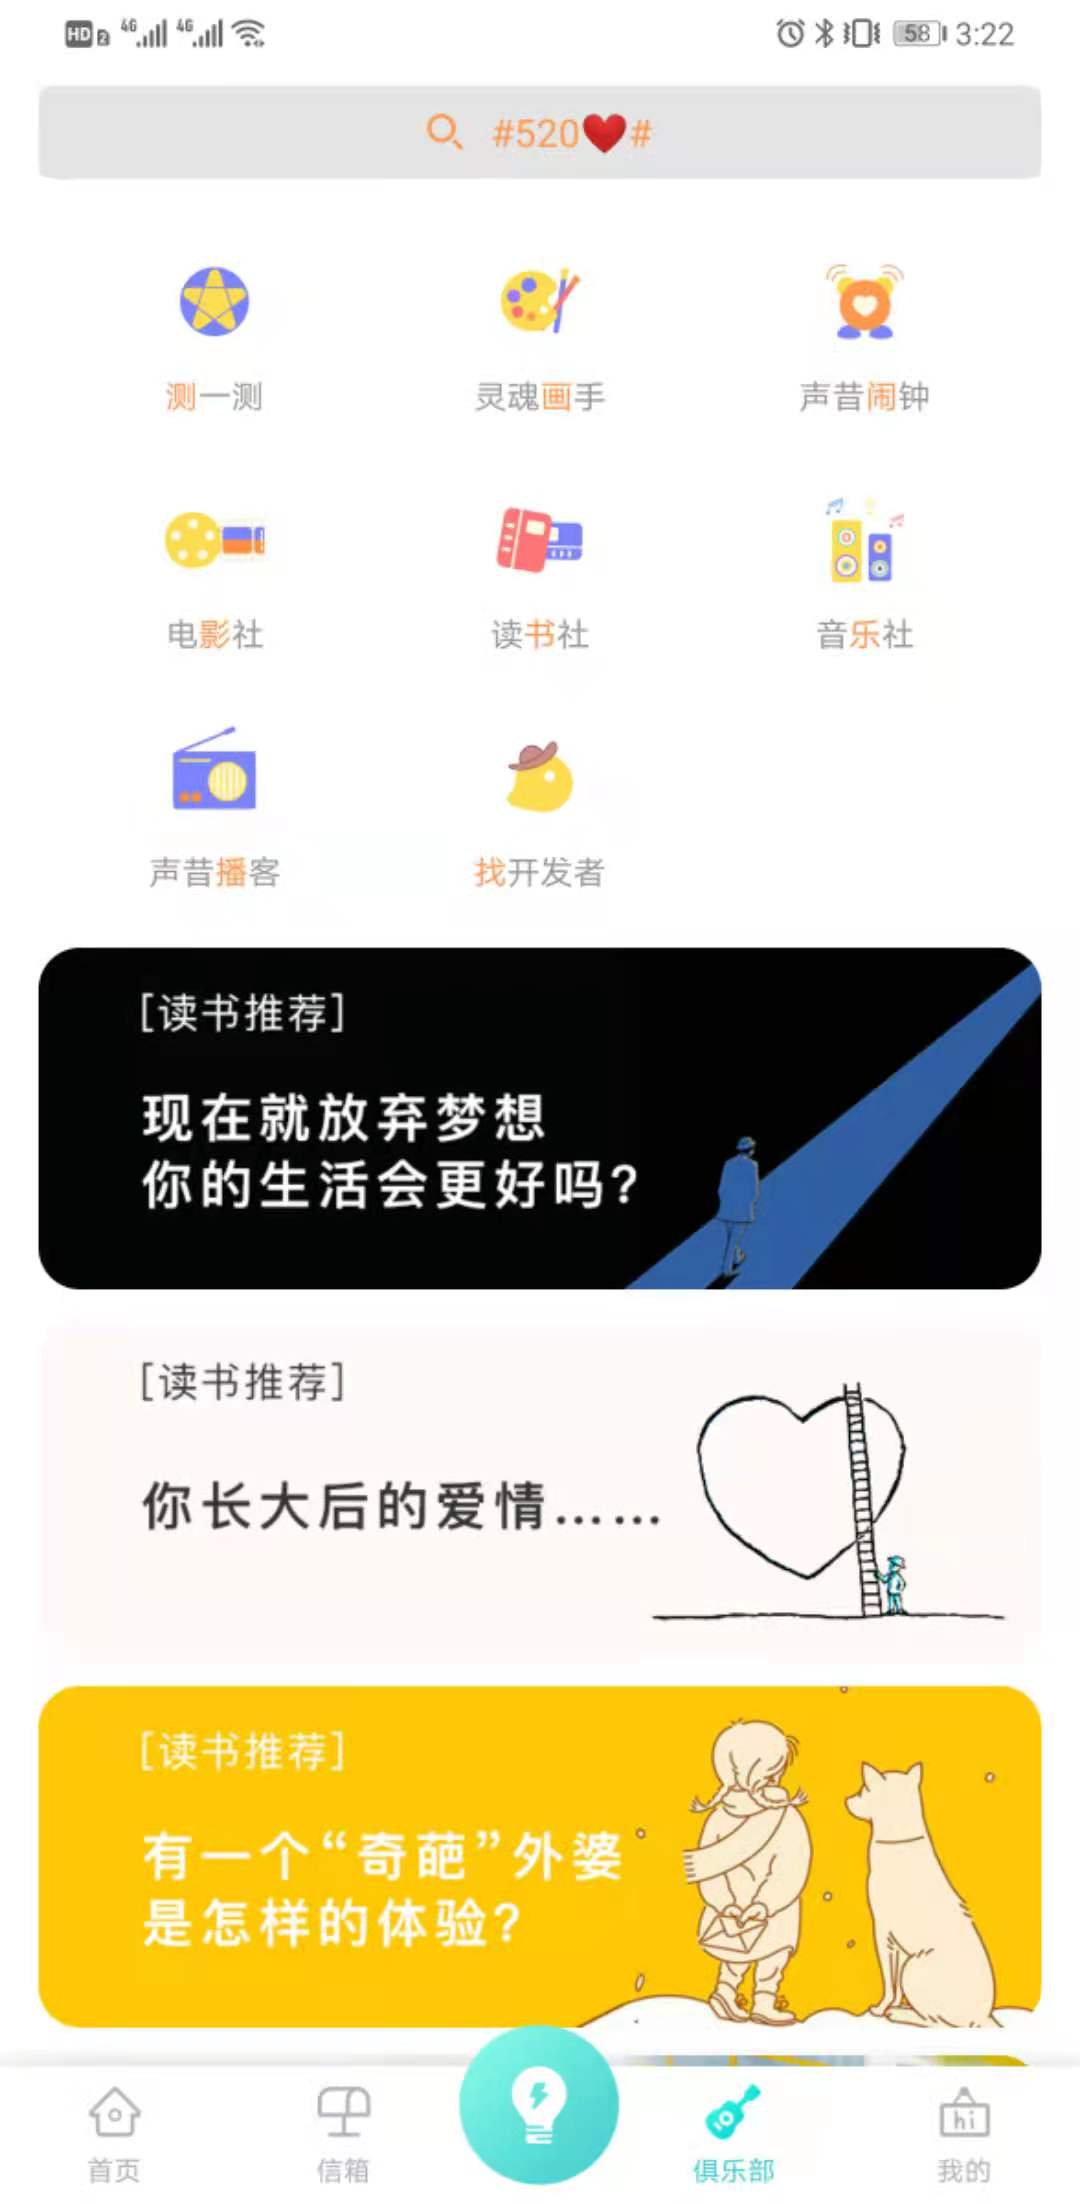 HD 2 4G 4G 58 3:22
#520❤#
测一测 灵魂画手 声昔闹钟
电影社 读书社 音乐社
声昔播客 找开发者
[读书推荐]
现在就放弃梦想
你的生活会更好吗?
[读书推荐]
你长大后的爱情……
[读书推荐]
有一个“奇葩”外婆
是怎样的体验?
hi
首页 信箱 俱乐部 我的